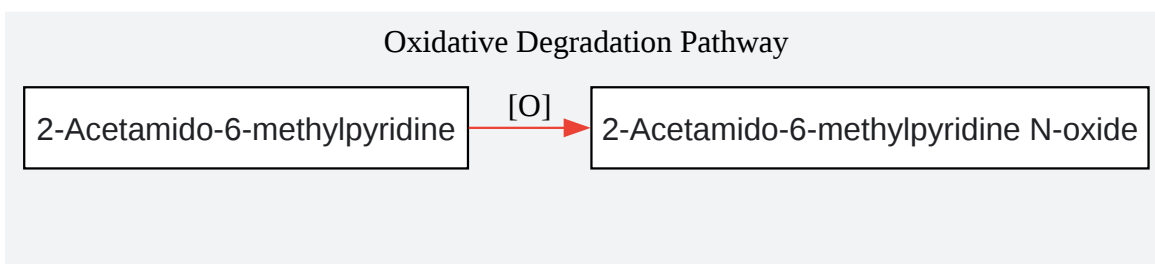 Oxidative Degradation Pathway
[O]
2-Acetamido-6-methylpyridine
2-Acetamido-6-methylpyridine N-oxide